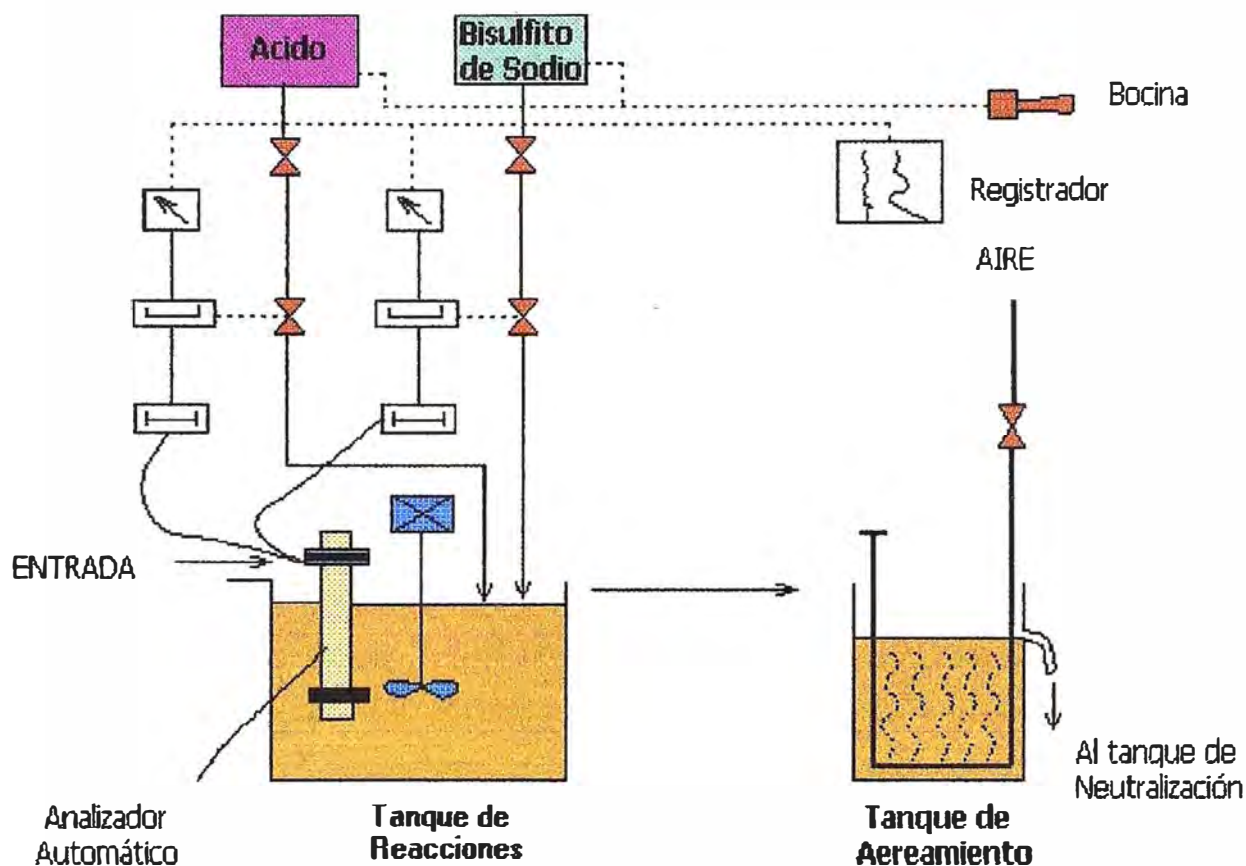 Acido
Bisulfito
de Sodio
Bocina
Registrador
AIRE
ENTRADA
Analizador
Automático
Tanque de
Reacciones
Tanque de
Aereamiento
Al tanque de
Neutralización